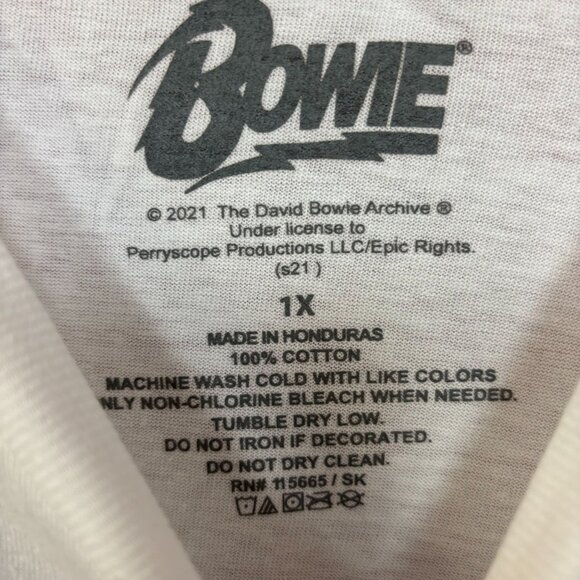 BOWIE®
© 2021 The David Bowie Archive ®
Under license to
Perryscope Productions LLC/Epic Rights.
(s21 )
1X
MADE IN HONDURAS
100% COTTON
MACHINE WASH COLD WITH LIKE COLORS
NLY NON-CHLORINE BLEACH WHEN NEEDED.
TUMBLE DRY LOW.
DO NOT IRON IF DECORATED.
DO NOT DRY CLEAN.
RN# 115665 / SK